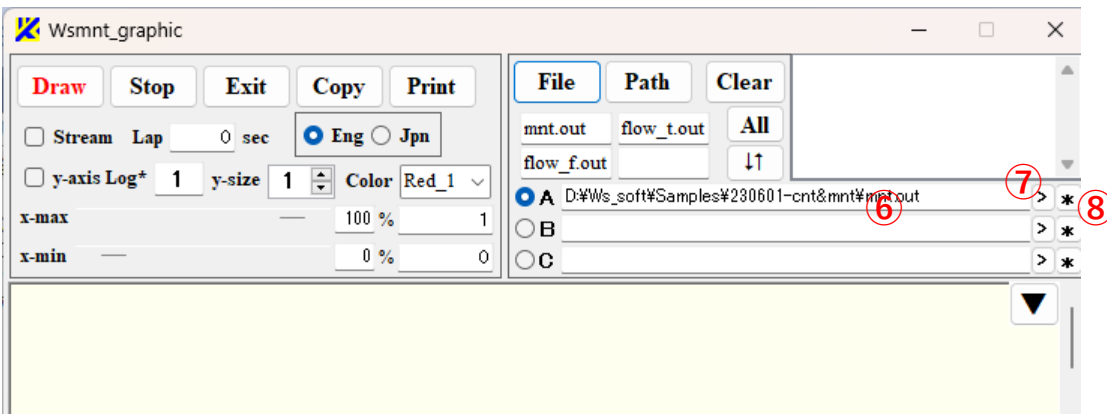 Wsmnt_graphic
Draw Stop Exit Copy Print
Stream Lap 0 sec Eng Jpn
y-axis Log* 1 y-size 1 Color Red_1
x-max 100 % 1
x-min 0 % 0
File Path Clear
mnt.out flow_t.out All
flow_f.out ↓↑
A D:¥Ws_soft¥Samples¥230601-cnt&mnt¥mnt.out > *
⑥ ⑦ ⑧
B > *
C > *
▼